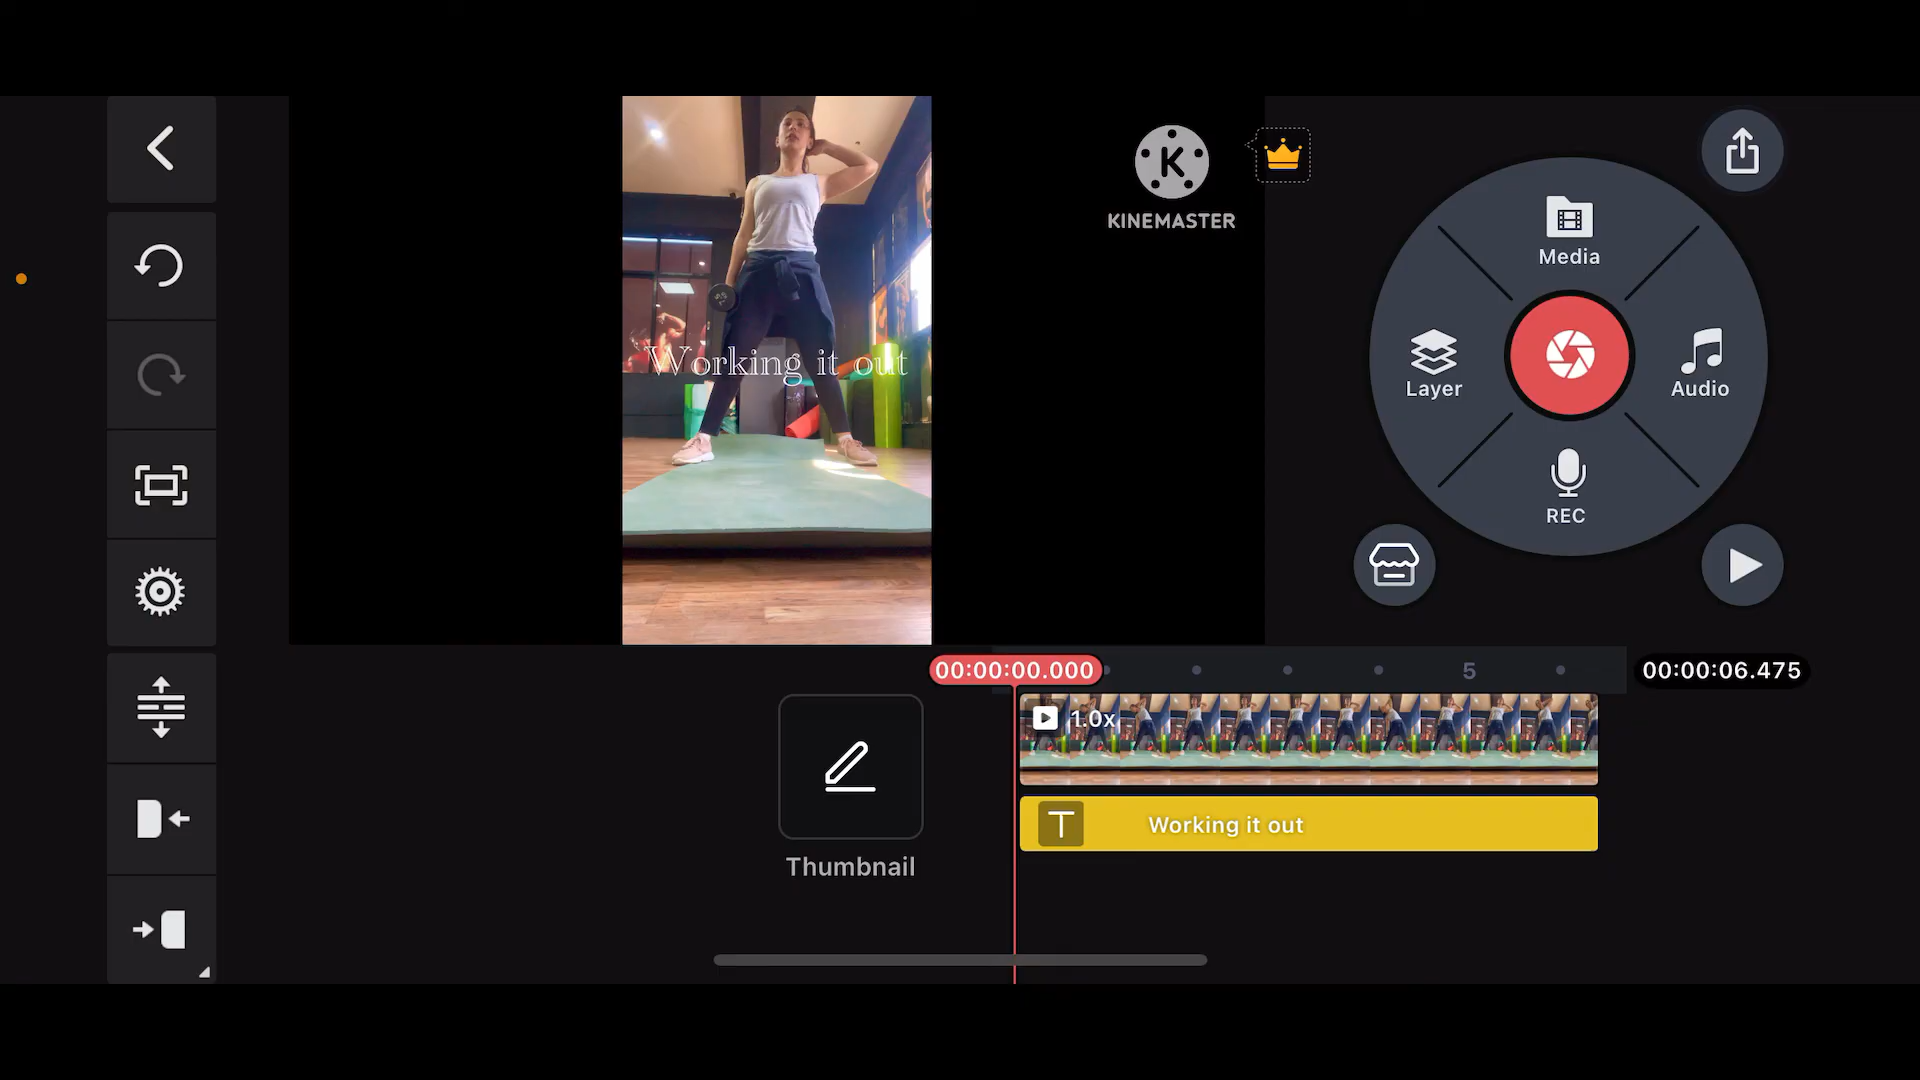 K
KINEMASTER
Media
Layer
Audio
REC
Working it out
00:00:00.000
5
00:00:06.475
1.0x
T
Working it out
Thumbnail